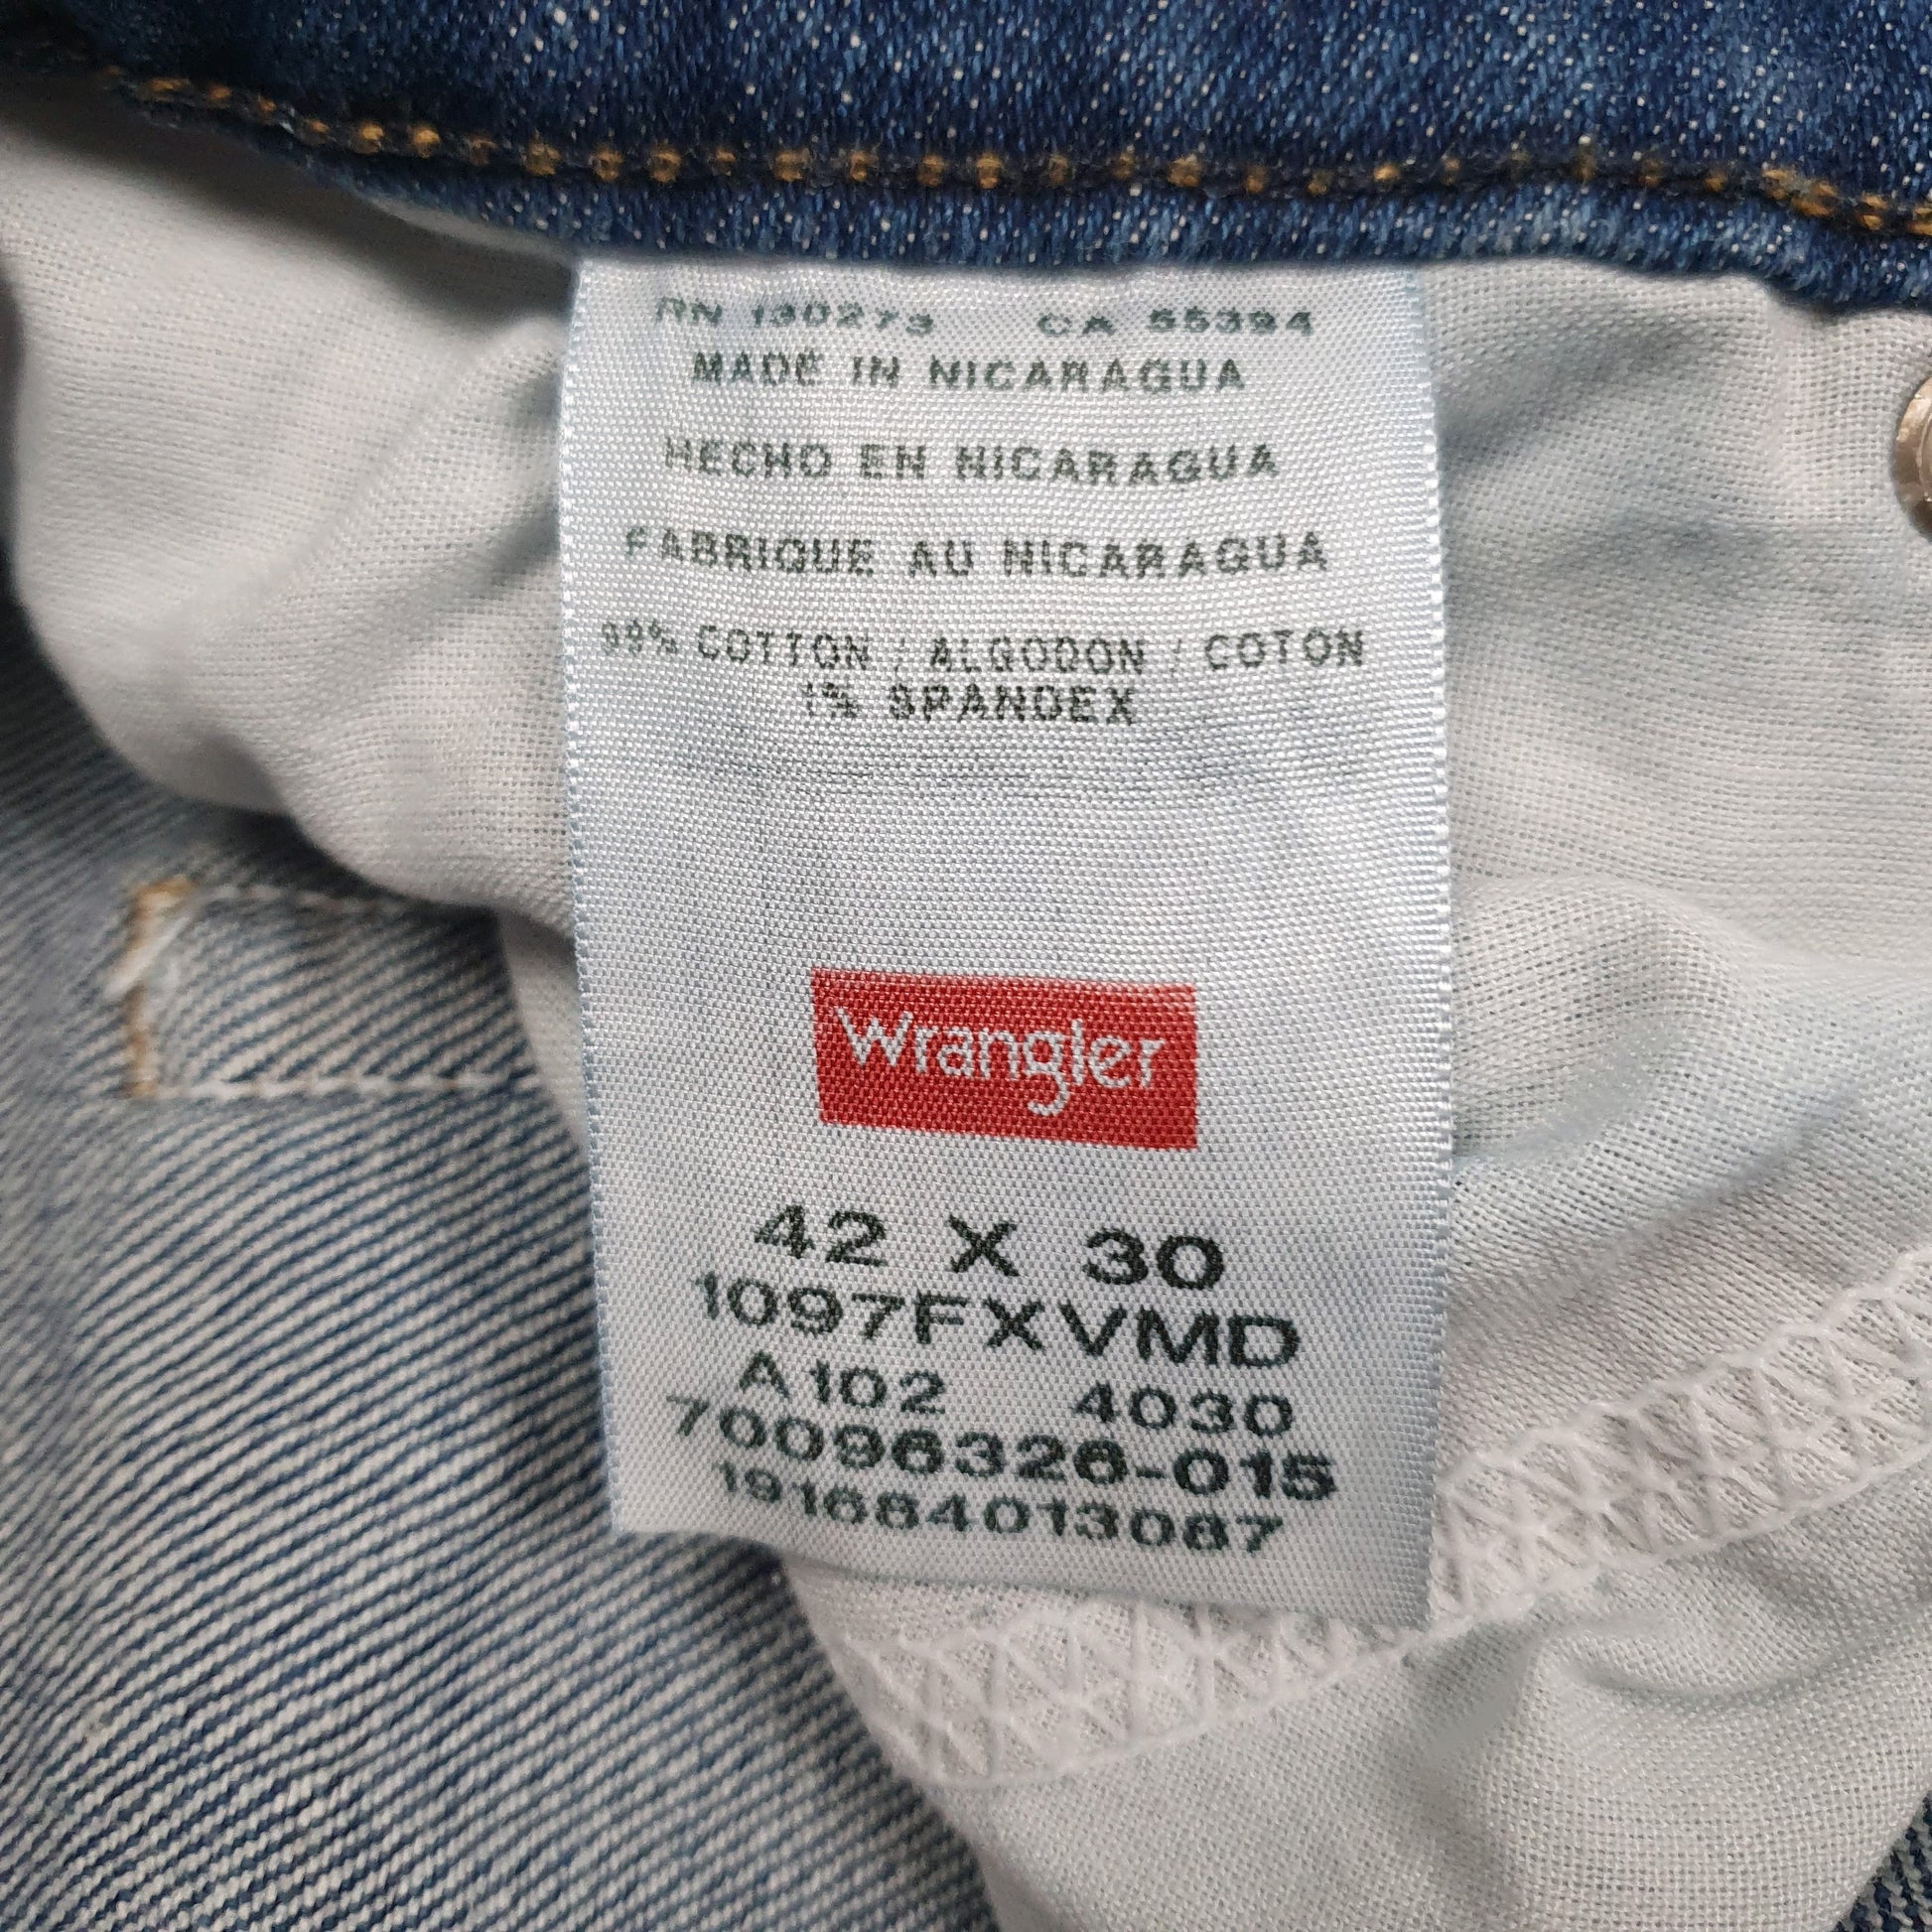 RN 130273 CA 55394
MADE IN NICARAGUA
HECHO EN NICARAGUA
FABRIQUE AU NICARAGUA
99% COTTON / ALGODON / COTON
1% SPANDEX
Wrangler
42 X 30
1097FXVMD
A102 4030
70096326-015
191684013087